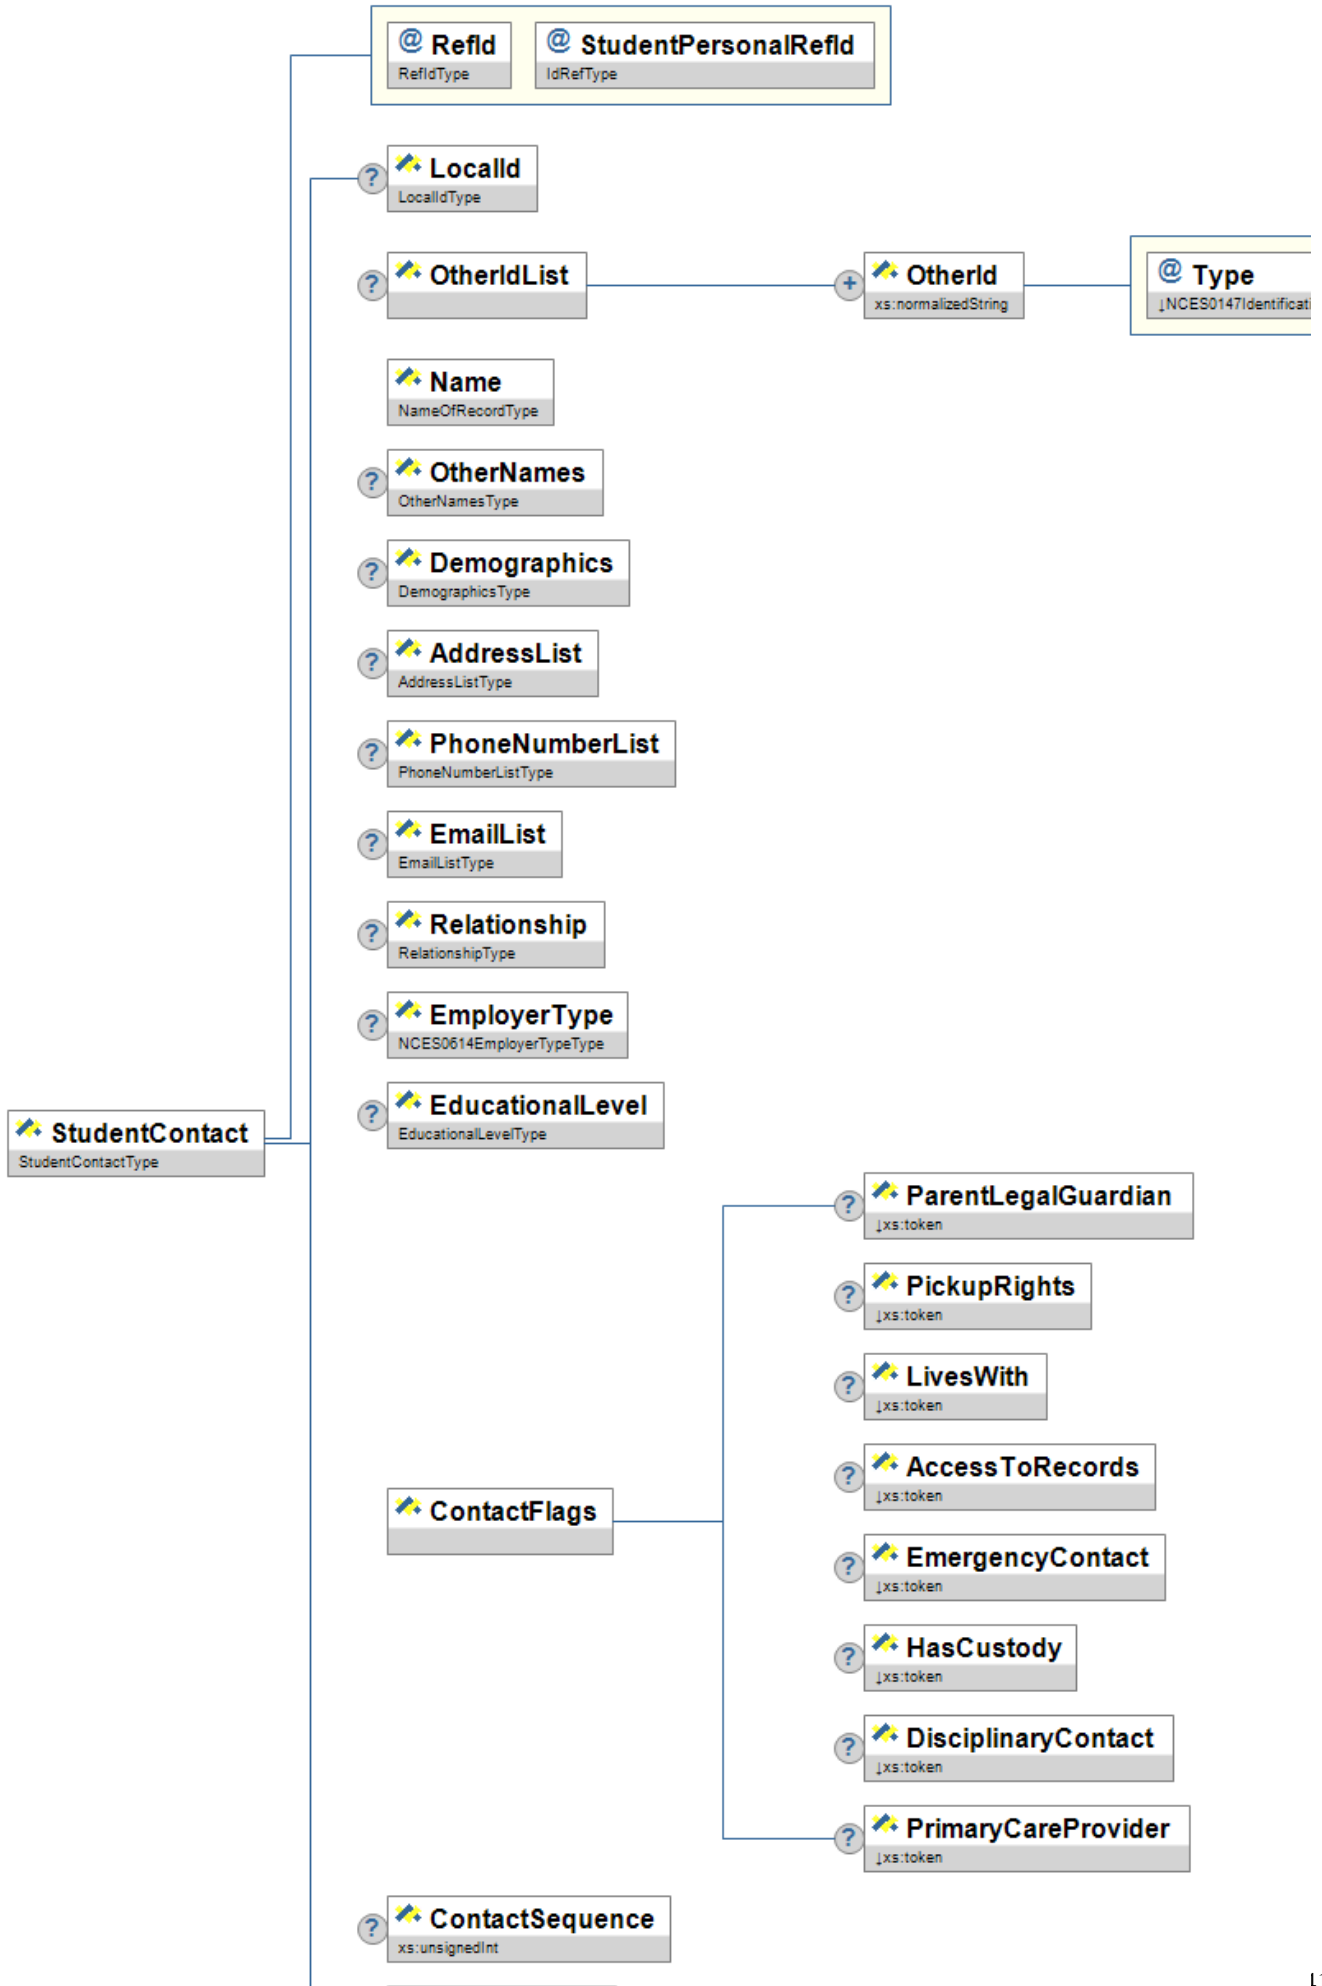 @ RefId
RefIdType
@ StudentPersonalRefId
IdRefType
? LocalId
LocalIdType
? OtherIdList
+ OtherId
xs:normalizedString
@ Type
↓NCES0147Identificati
Name
NameOfRecordType
? OtherNames
OtherNamesType
? Demographics
DemographicsType
? AddressList
AddressListType
? PhoneNumberList
PhoneNumberListType
? EmailList
EmailListType
? Relationship
RelationshipType
? EmployerType
NCES0614EmployerTypeType
? EducationalLevel
EducationalLevelType
StudentContact
StudentContactType
ContactFlags
? ParentLegalGuardian
↓xs:token
? PickupRights
↓xs:token
? LivesWith
↓xs:token
? AccessToRecords
↓xs:token
? EmergencyContact
↓xs:token
? HasCustody
↓xs:token
? DisciplinaryContact
↓xs:token
? PrimaryCareProvider
↓xs:token
? ContactSequence
xs:unsignedInt